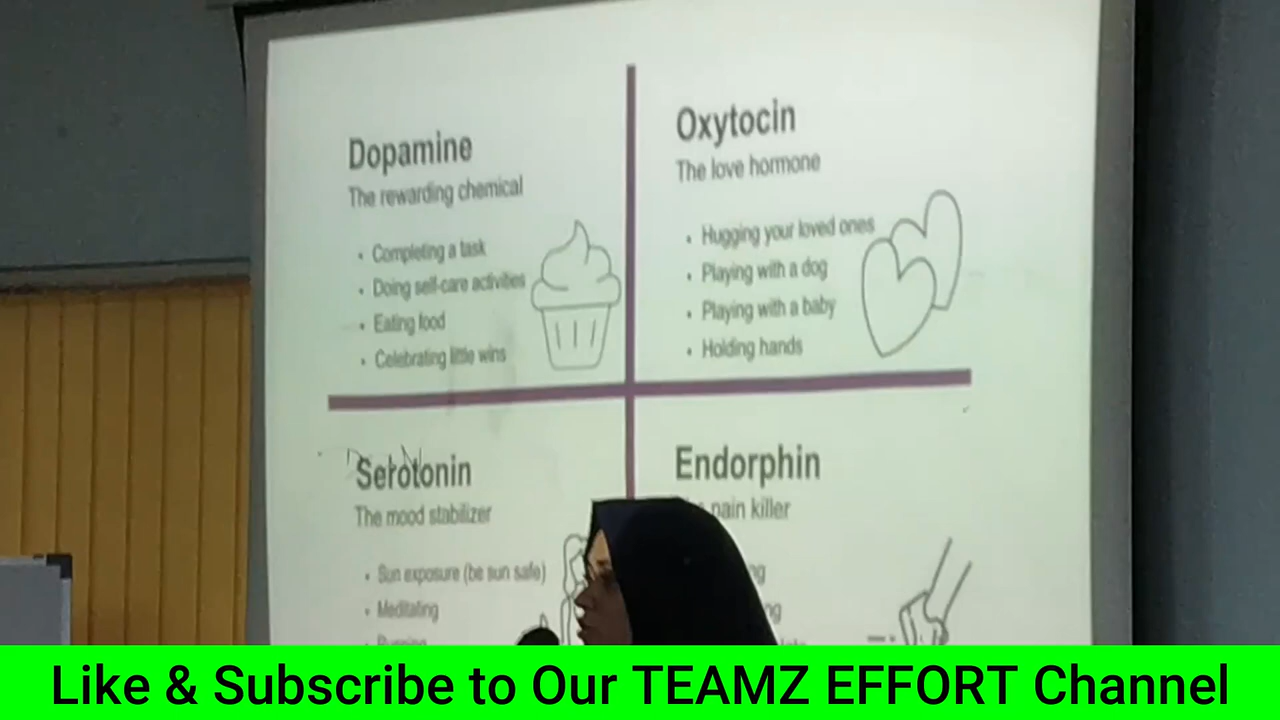 Dopamine
The rewarding chemical
• Completing a task
• Doing self-care activities
• Eating food
• Celebrating little wins
Oxytocin
The love hormone
• Hugging your loved ones
• Playing with a dog
• Playing with a baby
• Holding hands
Serotonin
The mood stabilizer
• Sun exposure (be sun safe)
• Meditating
• Running
Endorphin
pain killer
Like & Subscribe to Our TEAMZ EFFORT Channel